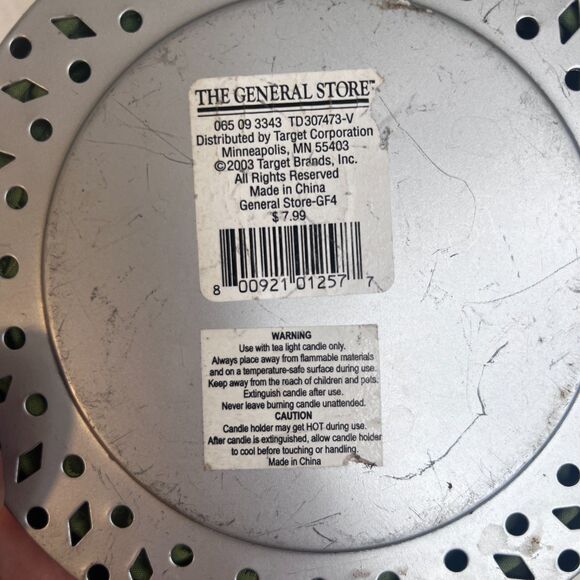 THE GENERAL STORE™
065 09 3343 TD307473-V
Distributed by Target Corporation
Minneapolis, MN 55403
©2003 Target Brands, Inc.
All Rights Reserved
Made in China
General Store-GF4
$7.99
8 00921 01257 7
WARNING
Use with tea light candle only.
Always place away from flammable materials
and on a temperature-safe surface during use.
Keep away from the reach of children and pats.
Extinguish candle after use.
Never leave burning candle unattended.
CAUTION
Candle holder may get HOT during use.
After candle is extinguished, allow candle holder
to cool before touching or handling.
Made in China